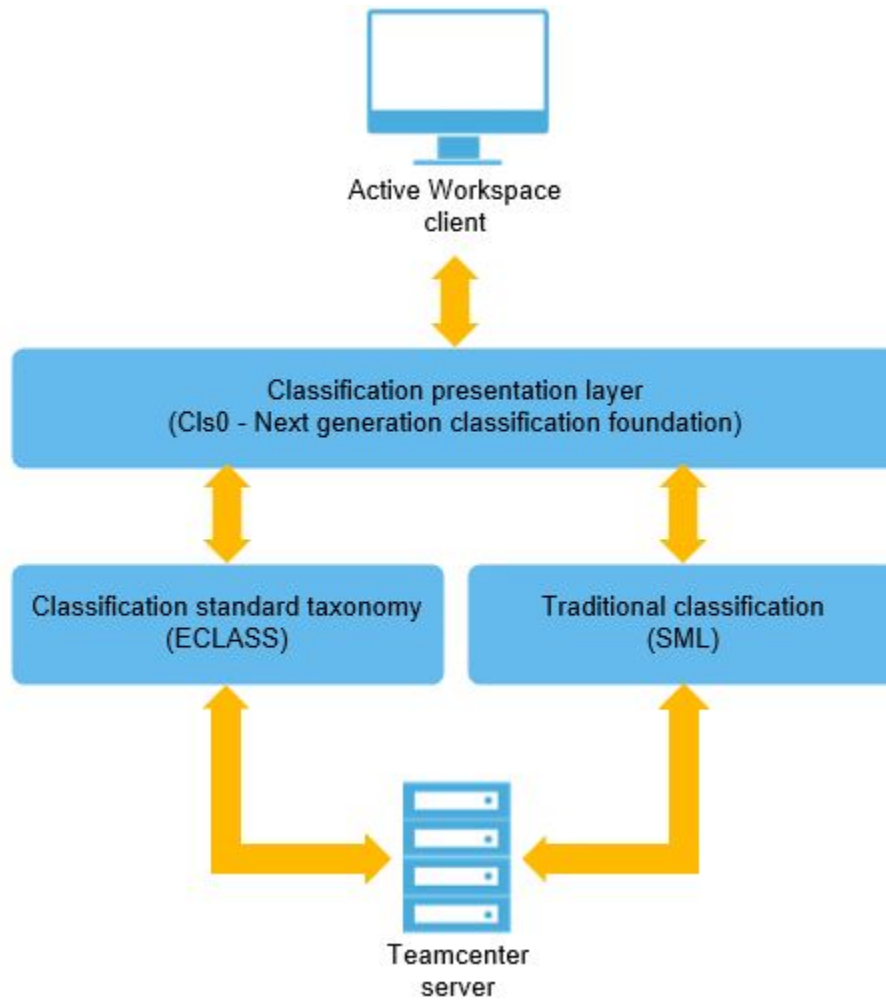 Active Workspace
client
Classification presentation layer
(Cls0 - Next generation classification foundation)
Classification standard taxonomy
(ECLASS)
Traditional classification
(SML)
Teamcenter
server